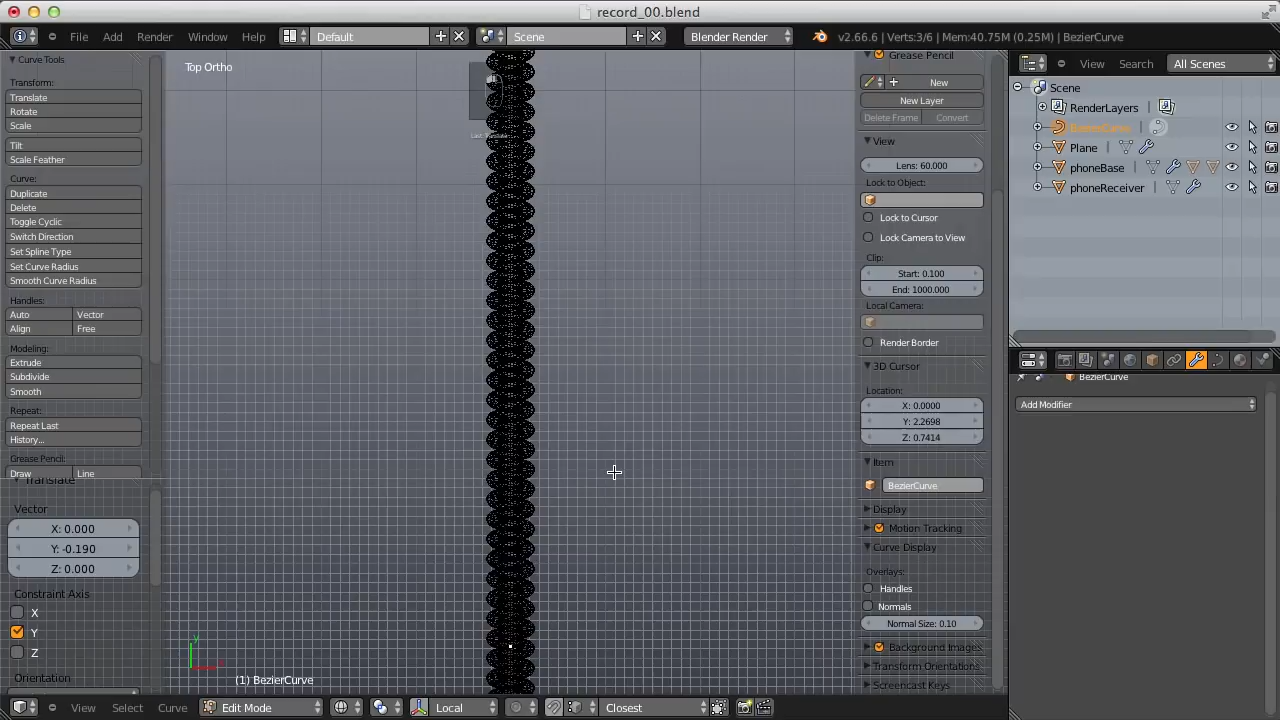 record_00.blend
File Add Render Window Help Default Scene Blender Render v2.66.6 | Verts:3/6 | Mem:40.75M (0.25M) | BezierCurve
Curve Tools
Transform:
Translate
Rotate
Scale
Tilt
Scale Feather
Curve:
Duplicate
Delete
Toggle Cyclic
Switch Direction
Set Spline Type
Set Curve Radius
Smooth Curve Radius
Handles:
Auto Vector
Align Free
Modeling:
Extrude
Subdivide
Smooth
Repeat:
Repeat Last
History...
Grease Pencil:
Draw Line
Translate
Vector
X: 0.000
Y: -0.190
Z: 0.000
Constraint Axis
X
Y
Z
Orientation
Top Ortho
Last: Translate
y
(1) BezierCurve
View Select Curve Edit Mode Local Closest
Grease Pencil
New
New Layer
Delete Frame Convert
View
Lens: 60.000
Lock to Object:
Lock to Cursor
Lock Camera to View
Clip:
Start: 0.100
End: 1000.000
Local Camera:
Render Border
3D Cursor
Location:
X: 0.0000
Y: 2.2698
Z: 0.7414
Item
BezierCurve
Display
Motion Tracking
Curve Display
Overlays:
Handles
Normals
Normal Size: 0.10
Background Images
Transform Orientations
Screencast Keys
View Search All Scenes
Scene
RenderLayers
BezierCurve
Plane
phoneBase
phoneReceiver
BezierCurve
Add Modifier